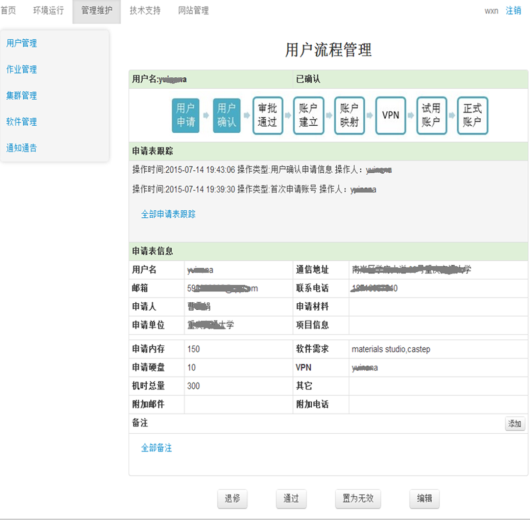 首页 环境运行 管理维护 技术支持 网站管理 wxn 注销
用户管理
作业管理
集群管理
软件管理
通知通告
用户流程管理
用户名: 已确认
用户申请 用户确认 审批通过 账户建立 账户映射 VPN 试用账户 正式账户
申请表跟踪
操作时间:2015-07-14 19:43:06 操作类型:用户确认申请信息 操作人：
操作时间:2015-07-14 19:39:30 操作类型:首次申请账号 操作人：
全部申请表跟踪
申请表信息
用户名 通信地址
邮箱 联系电话
申请人 申请材料
申请单位 大学 项目信息
申请内存 150 软件需求 materials studio,castep
申请硬盘 10 VPN
机时总量 300 其它
附加邮件 附加电话
备注 添加
全部备注
退修 通过 置为无效 编辑